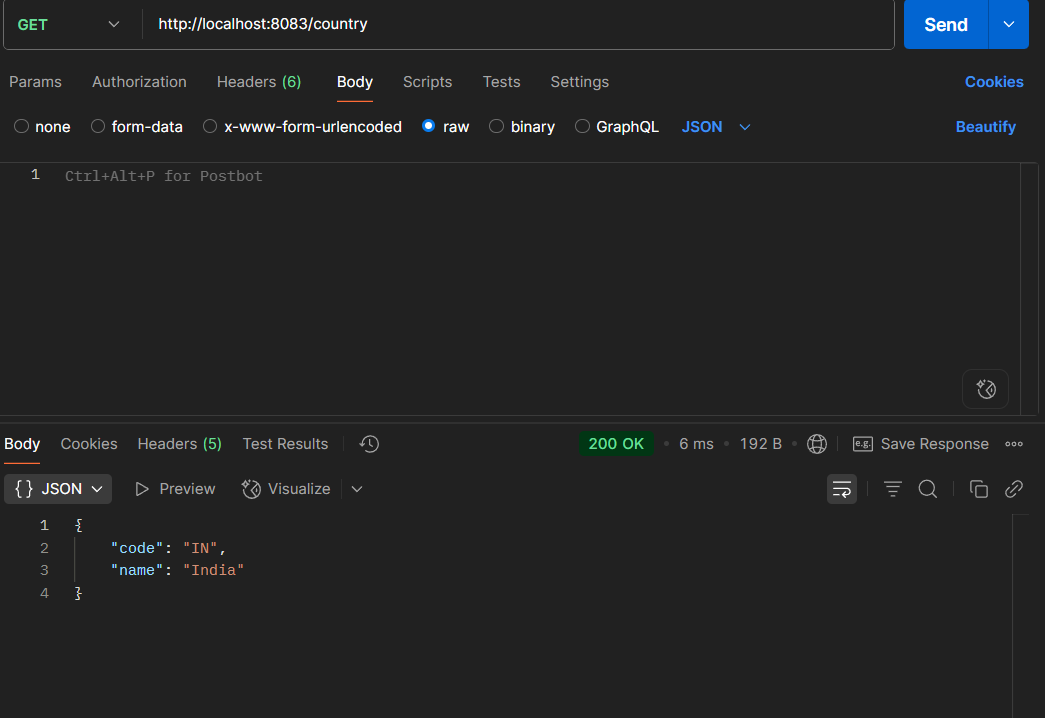 GET http://localhost:8083/country Send
Params Authorization Headers (6) Body Scripts Tests Settings Cookies
none form-data x-www-form-urlencoded raw binary GraphQL JSON Beautify
1 Ctrl+Alt+P for Postbot
Body Cookies Headers (5) Test Results 200 OK • 6 ms • 192 B • e.g. Save Response
{} JSON Preview Visualize
1 {
2 "code": "IN",
3 "name": "India"
4 }